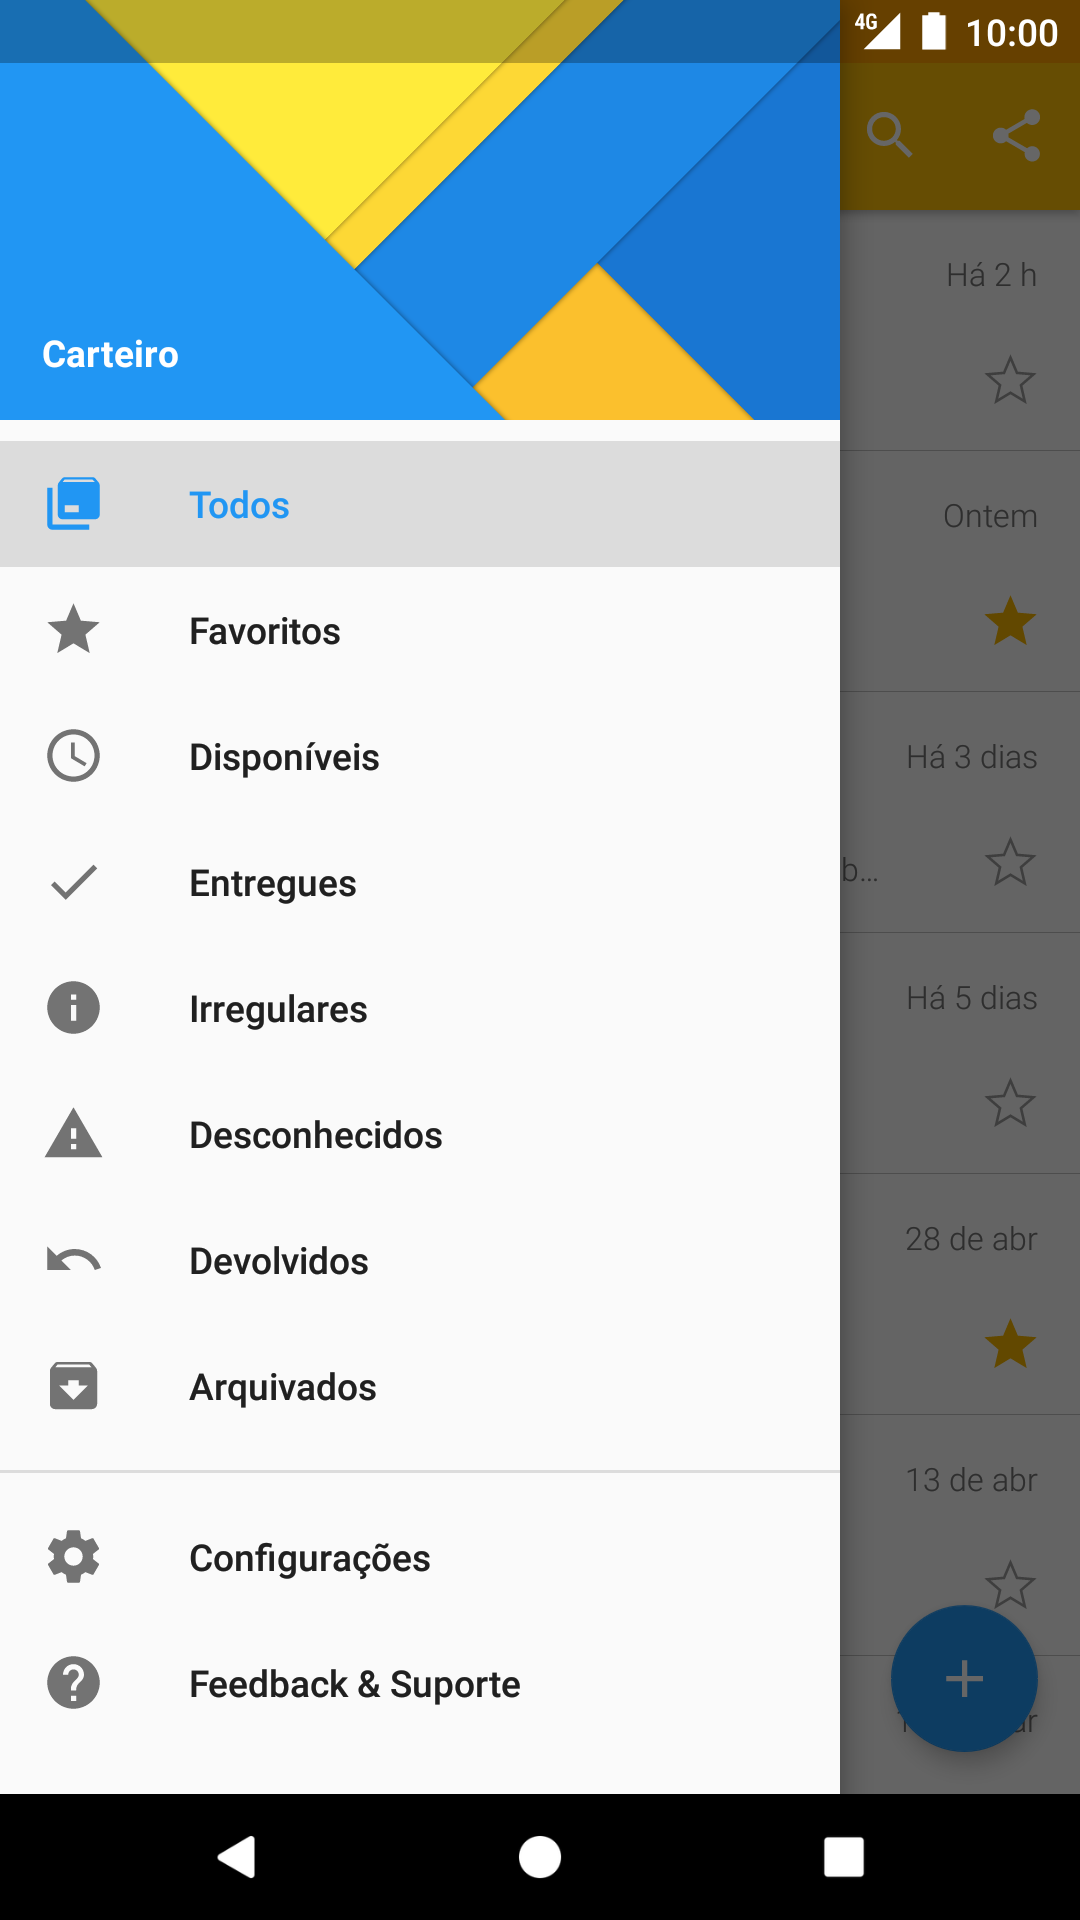 4G 10:00
Carteiro
Todos
Favoritos
Disponíveis
Entregues
Irregulares
Desconhecidos
Devolvidos
Arquivados
Configurações
Feedback & Suporte
Há 2 h
Ontem
Há 3 dias
b...
Há 5 dias
28 de abr
13 de abr